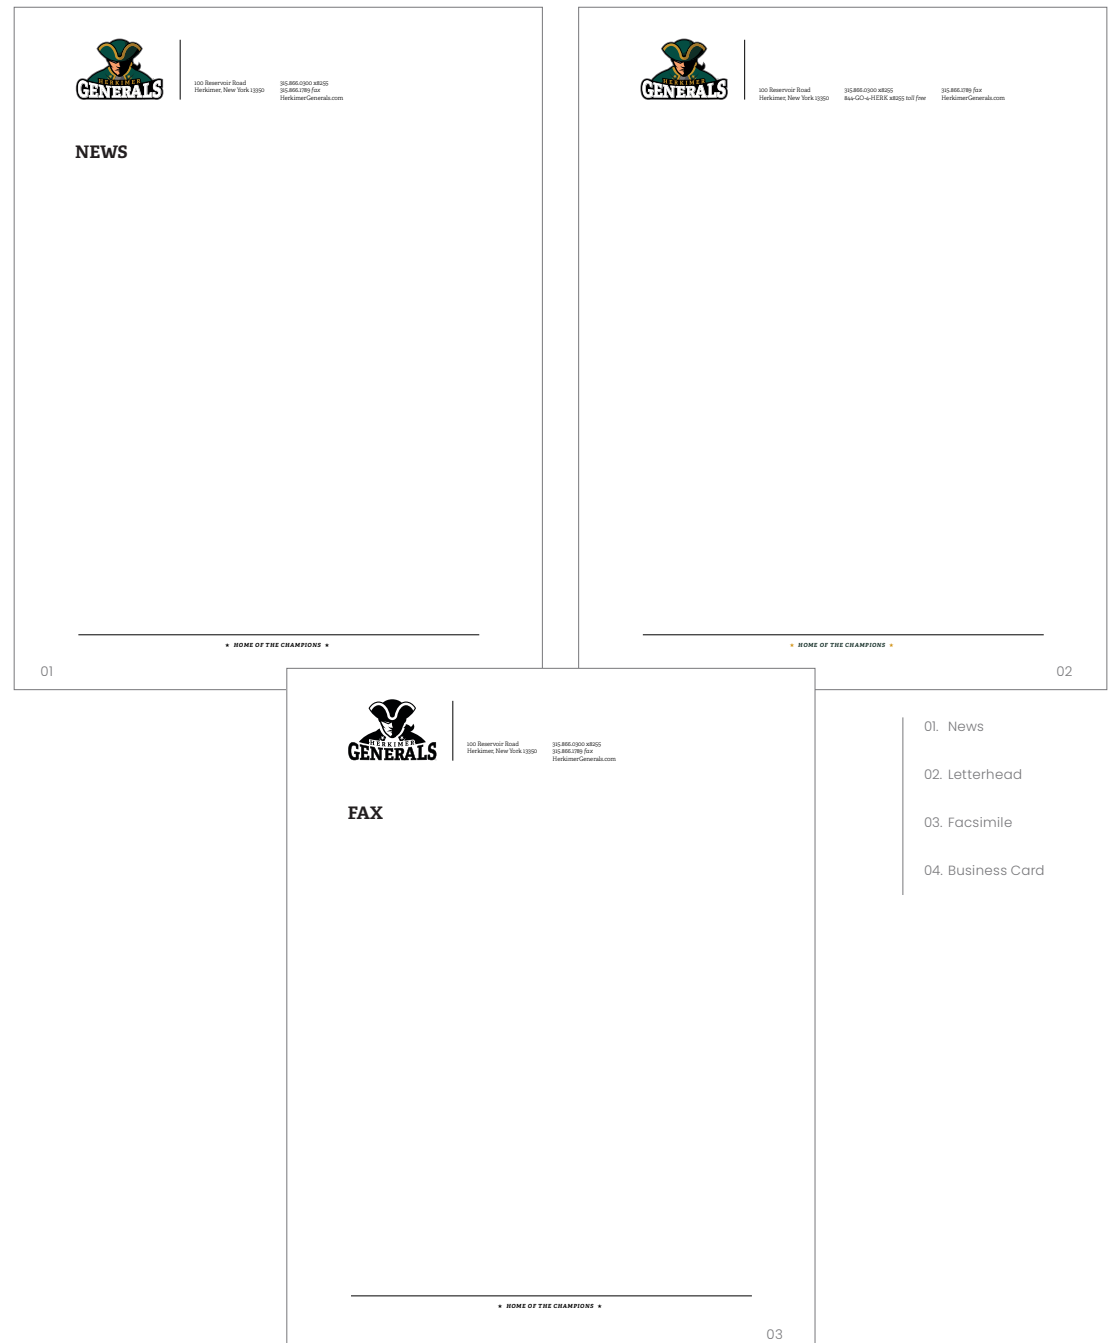 HERKIMER
GENERALS
100 Reservoir Road
Herkimer, New York 13350
315.866.0300 x8255
315.866.1789 fax
HerkimerGenerals.com
NEWS
★ HOME OF THE CHAMPIONS ★
01
HERKIMER
GENERALS
100 Reservoir Road
Herkimer, New York 13350
315.866.0300 x8255
844-GO-4-HERK x8255 toll free
315.866.1789 fax
HerkimerGenerals.com
★ HOME OF THE CHAMPIONS ★
02
HERKIMER
GENERALS
100 Reservoir Road
Herkimer, New York 13350
315.866.0300 x8255
315.866.1789 fax
HerkimerGenerals.com
FAX
★ HOME OF THE CHAMPIONS ★
03
01. News
02. Letterhead
03. Facsimile
04. Business Card